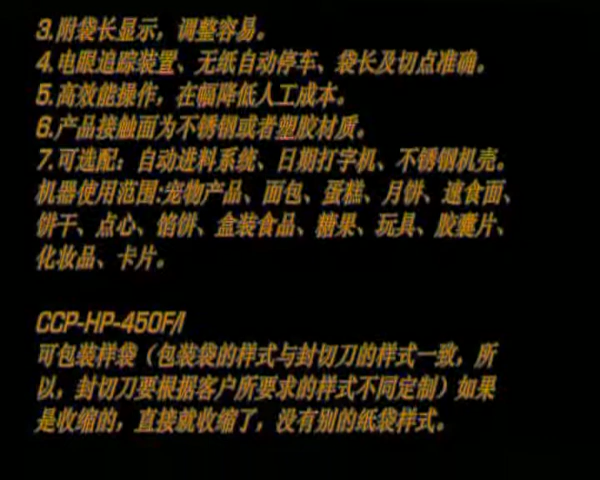 3.附袋长显示，调整容易。
4.电眼追踪装置、无纸自动停车、袋长及切点准确。
5.高效能操作，在幅降低人工成本。
6.产品接触面为不锈钢或者塑胶材质。
7.可选配：自动进料系统、日期打字机、不锈钢机壳。
机器使用范围:宠物产品、面包、蛋糕、月饼、速食面、
饼干、点心、馅饼、盒装食品、糖果、玩具、胶囊片、
化妆品、卡片。
CCP-HP-450F/I
可包装样袋（包装袋的样式与封切刀的样式一致，所
以，封切刀要根据客户所要求的样式不同定制）如果
是收缩的，直接就收缩了，没有别的纸袋样式。